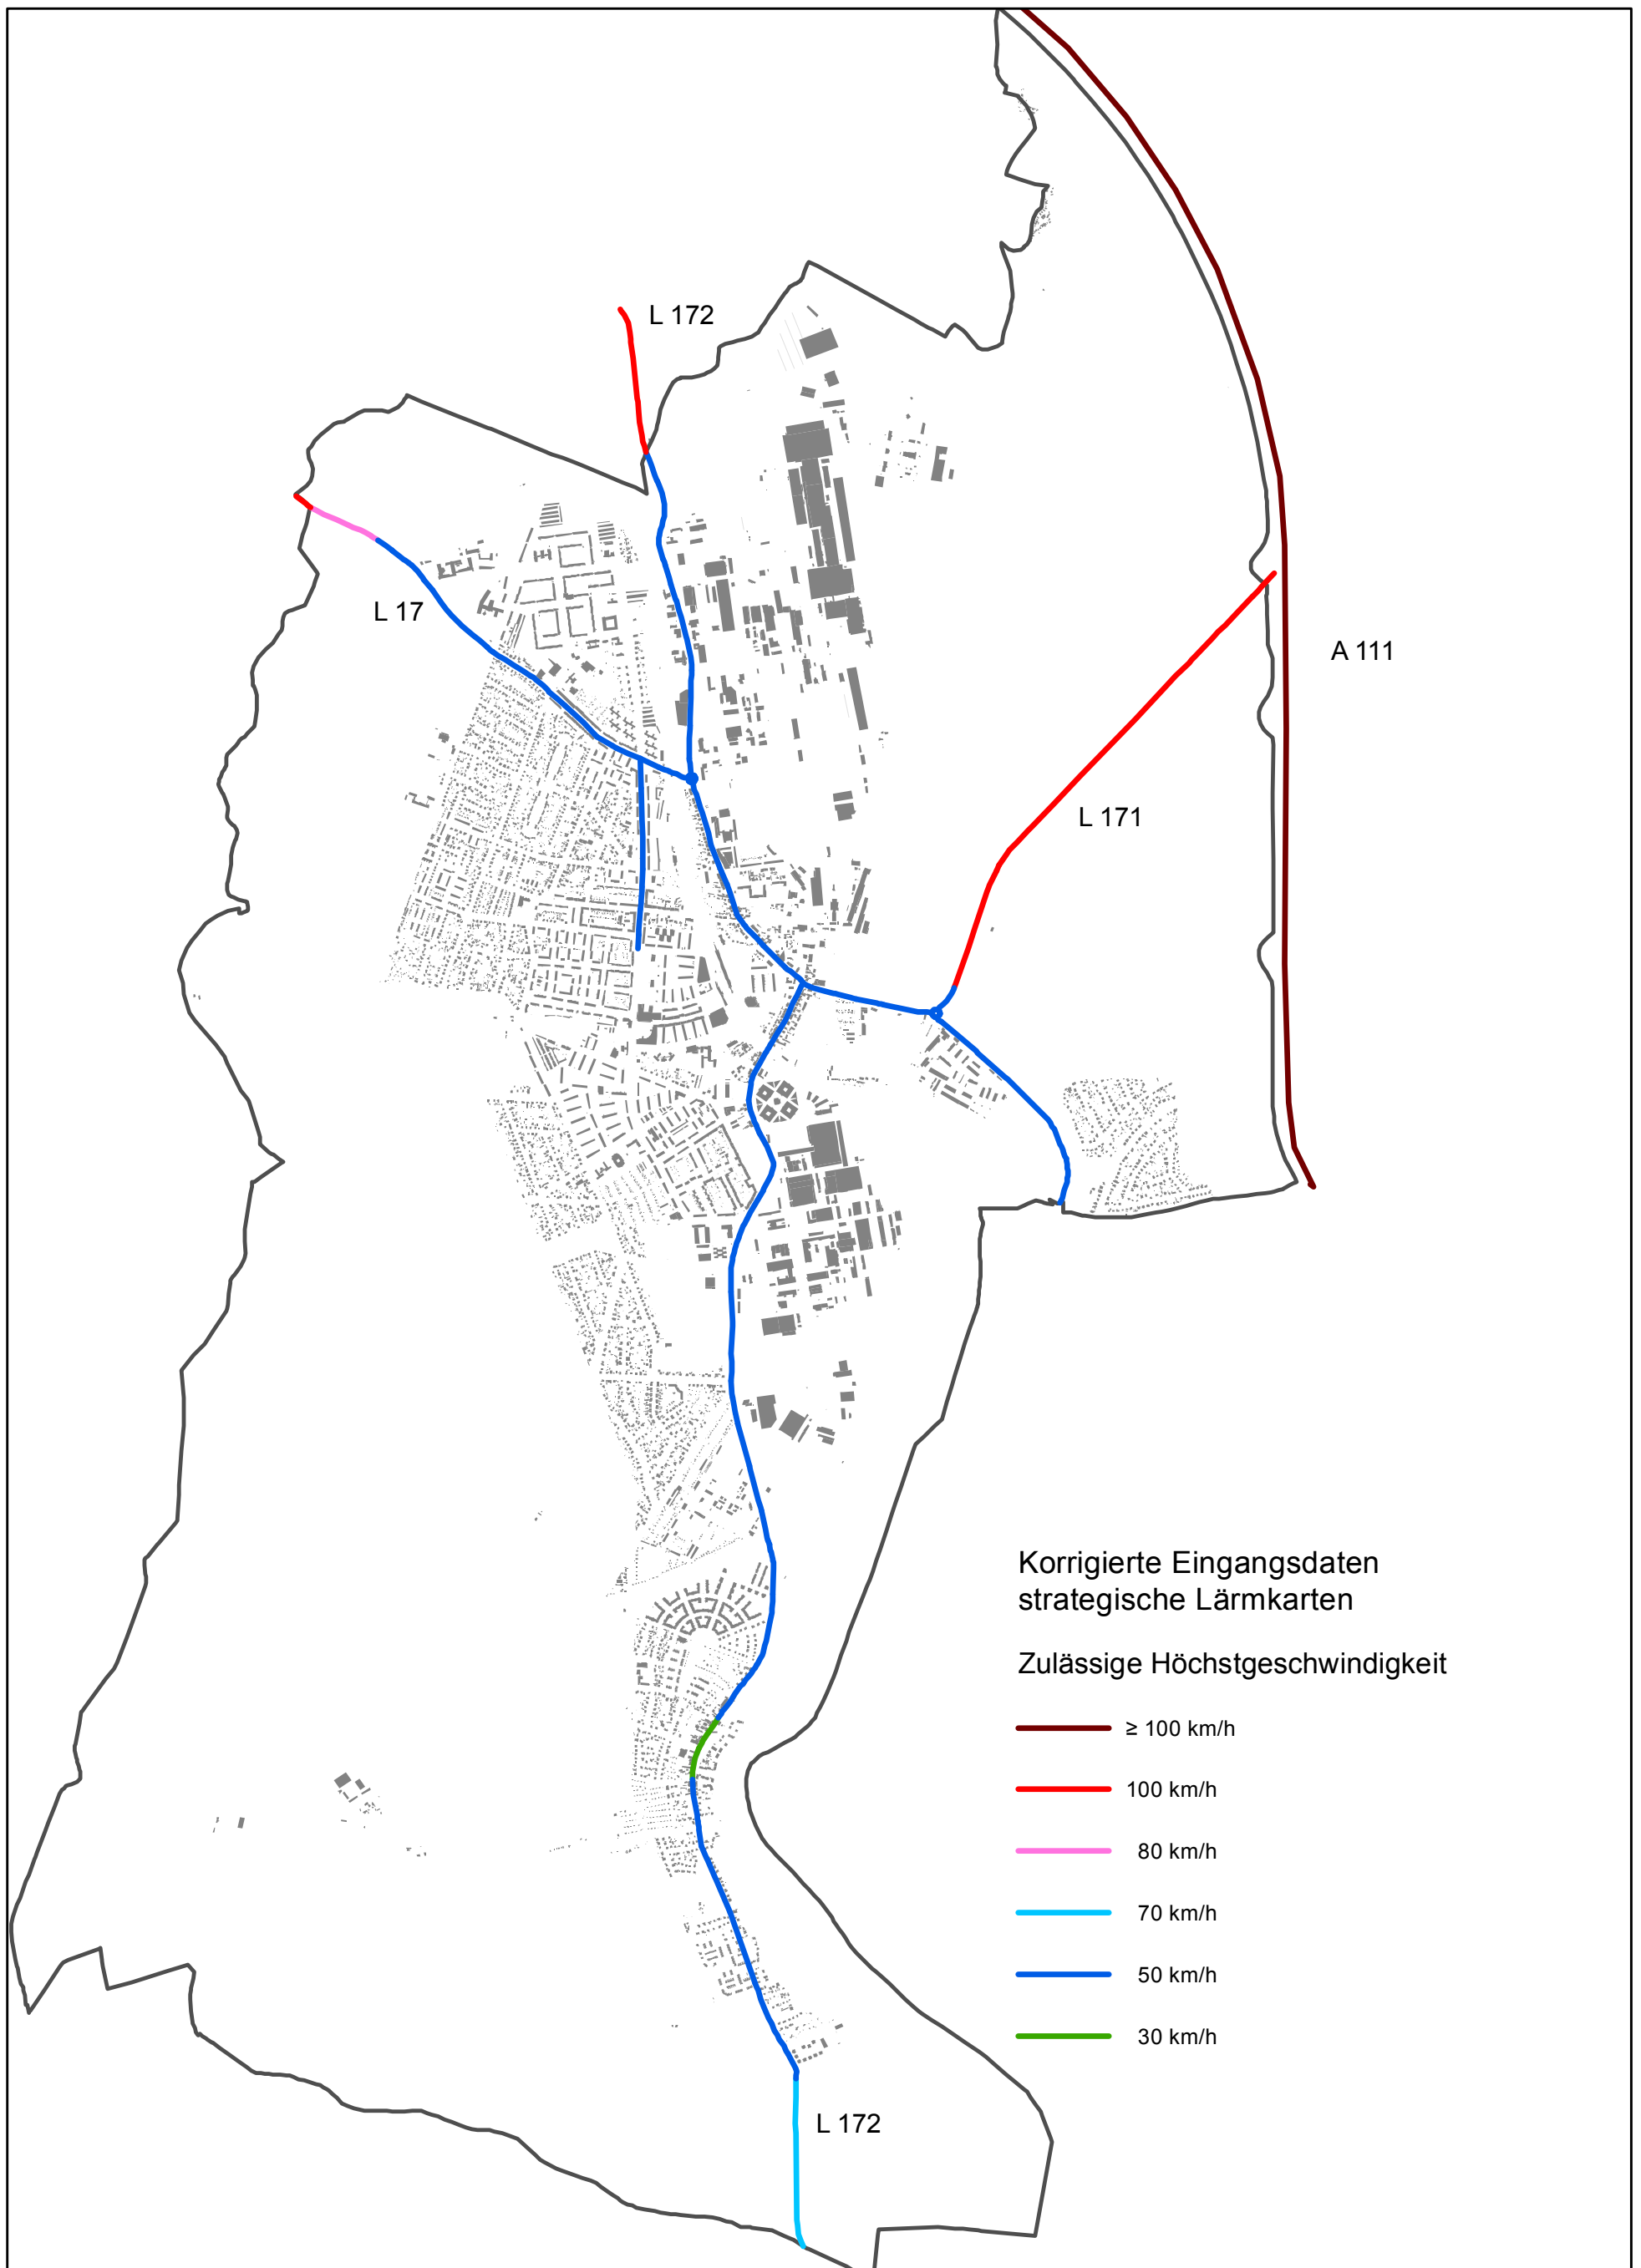 L 172
L 17
A 111
L 171
Korrigierte Eingangsdaten
strategische Lärmkarten
Zulässige Höchstgeschwindigkeit
≥ 100 km/h
100 km/h
80 km/h
70 km/h
50 km/h
30 km/h
L 172